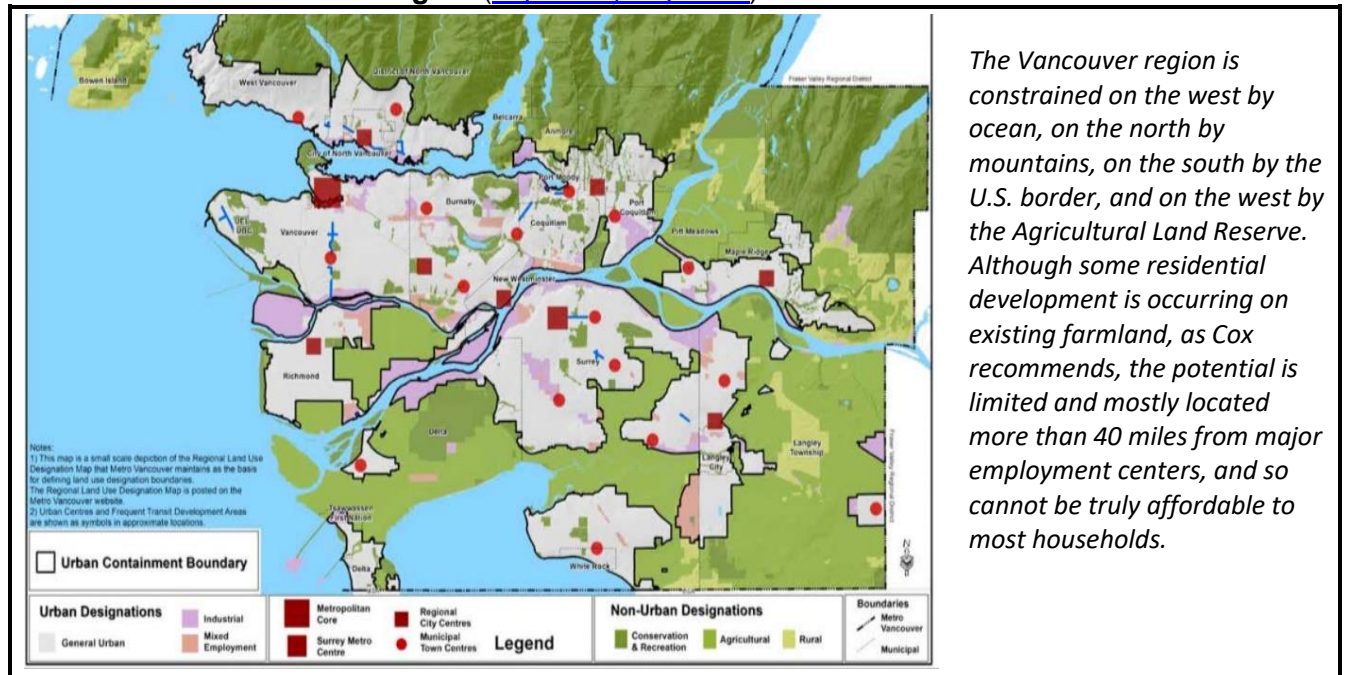 The Vancouver region is
constrained on the west by
ocean, on the north by
mountains, on the south by the
U.S. border, and on the west by
the Agricultural Land Reserve.
Although some residential
development is occurring on
existing farmland, as Cox
recommends, the potential is
limited and mostly located
more than 40 miles from major
employment centers, and so
cannot be truly affordable to
most households.
Bowen Island
West Vancouver
District of North Vancouver
Fraser Valley Regional District
Belcarra
Anmore
City of North Vancouver
Port Moody
Burnaby
Port
Coquitlam
Coquitlam
UEL
UBC
Vancouver
Pitt Meadows
Maple Ridge
New Westminster
Richmond
Surrey
Delta
Langley
City
Langley
Township
Fraser Valley Regional District
Tsawwassen
First Nation
Delta
White Rock
Notes:
1) This map is a small scale depiction of the Regional Land Use
Designation Map that Metro Vancouver maintains as the basis
for defining land use designation boundaries.
The Regional Land Use Designation Map is posted on the
Metro Vancouver website.
2) Urban Centres and Frequent Transit Development Areas
are shown as symbols in approximate locations.
Urban Containment Boundary
Urban Designations
General Urban
Industrial
Mixed
Employment
Metropolitan
Core
Surrey Metro
Centre
Regional
City Centres
Municipal
Town Centres
Legend
Non-Urban Designations
Conservation
& Recreation
Agricultural
Rural
Boundaries
Metro
Vancouver
Municipal